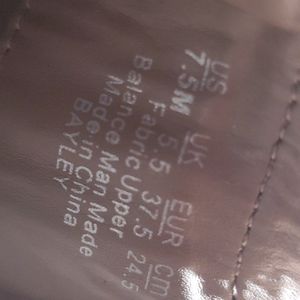 US UK EUR Cm
7.5M 5.5 37.5 24.5
Fabric Upper
Balance Man Made
Made in China
BAYLEY